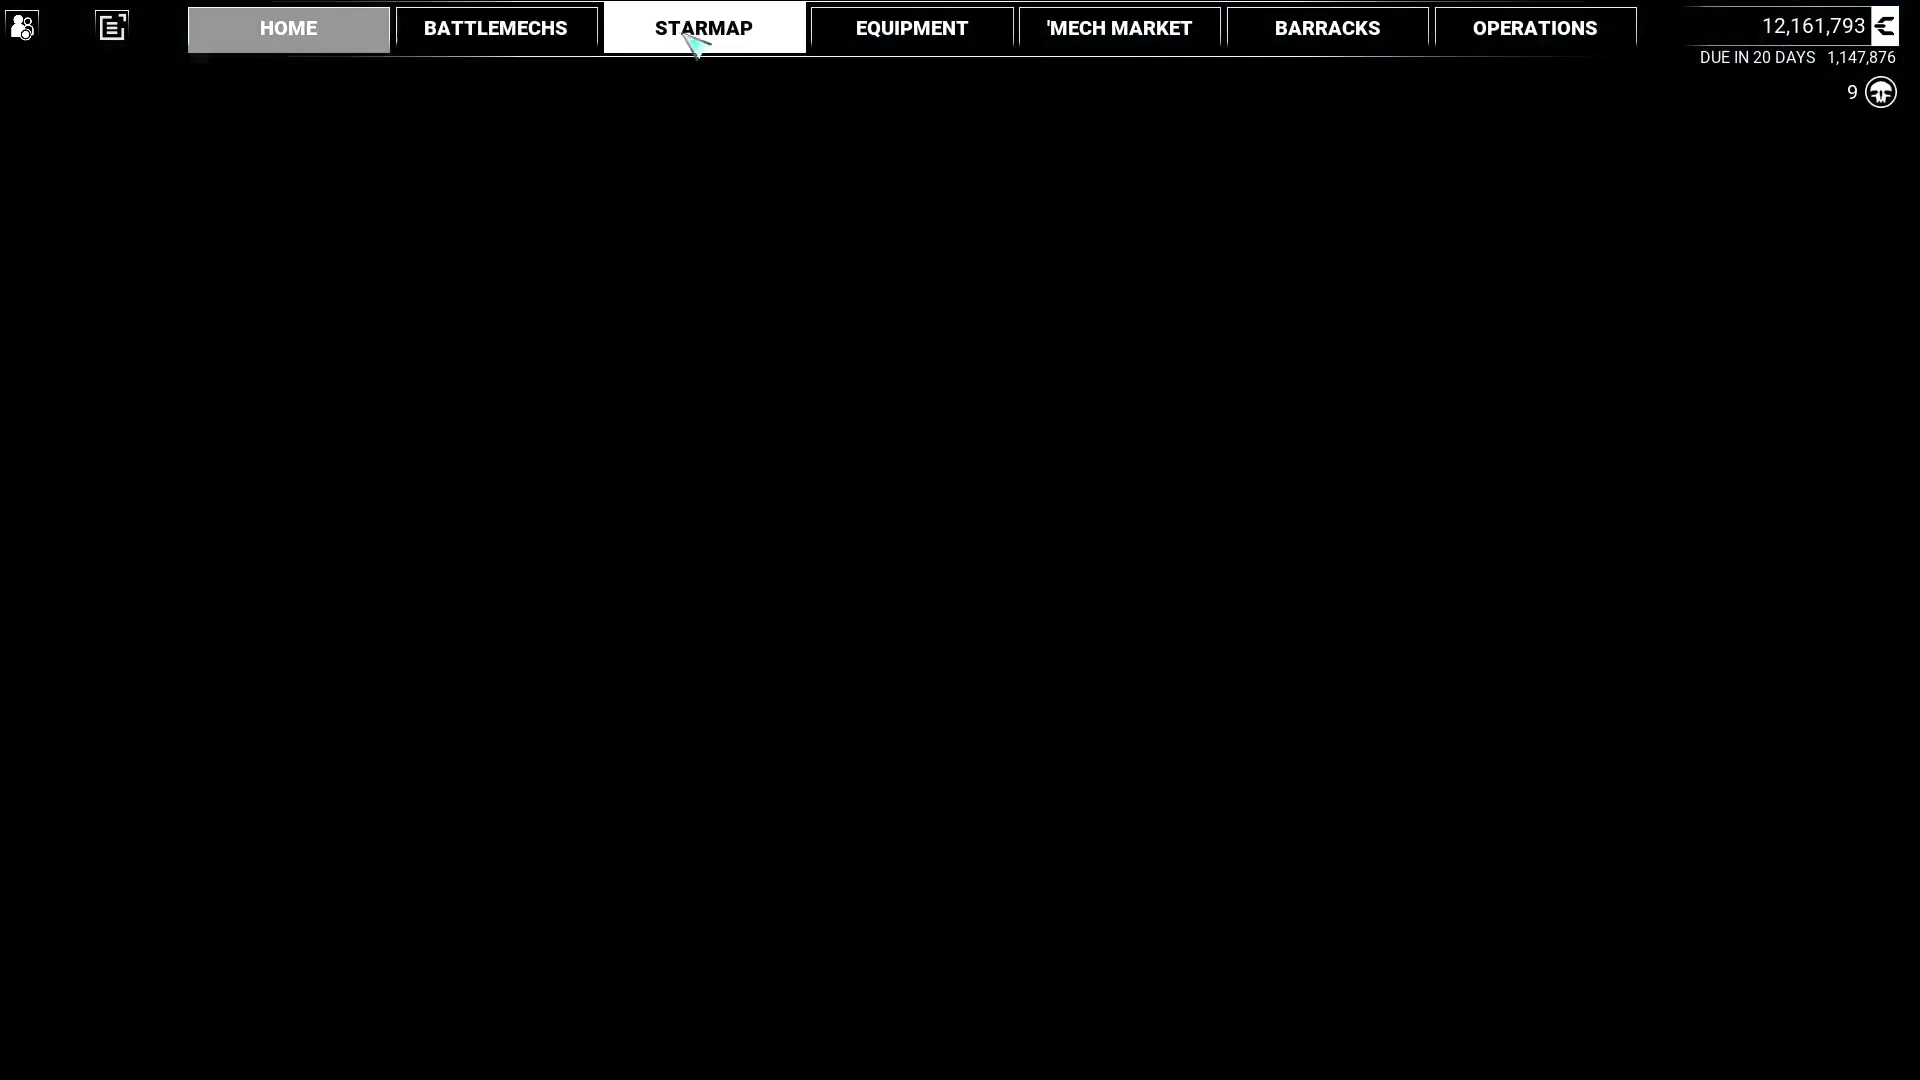 HOME
BATTLEMECHS
STARMAP
EQUIPMENT
'MECH MARKET
BARRACKS
OPERATIONS
12,161,793
DUE IN 20 DAYS 1,147,876
9